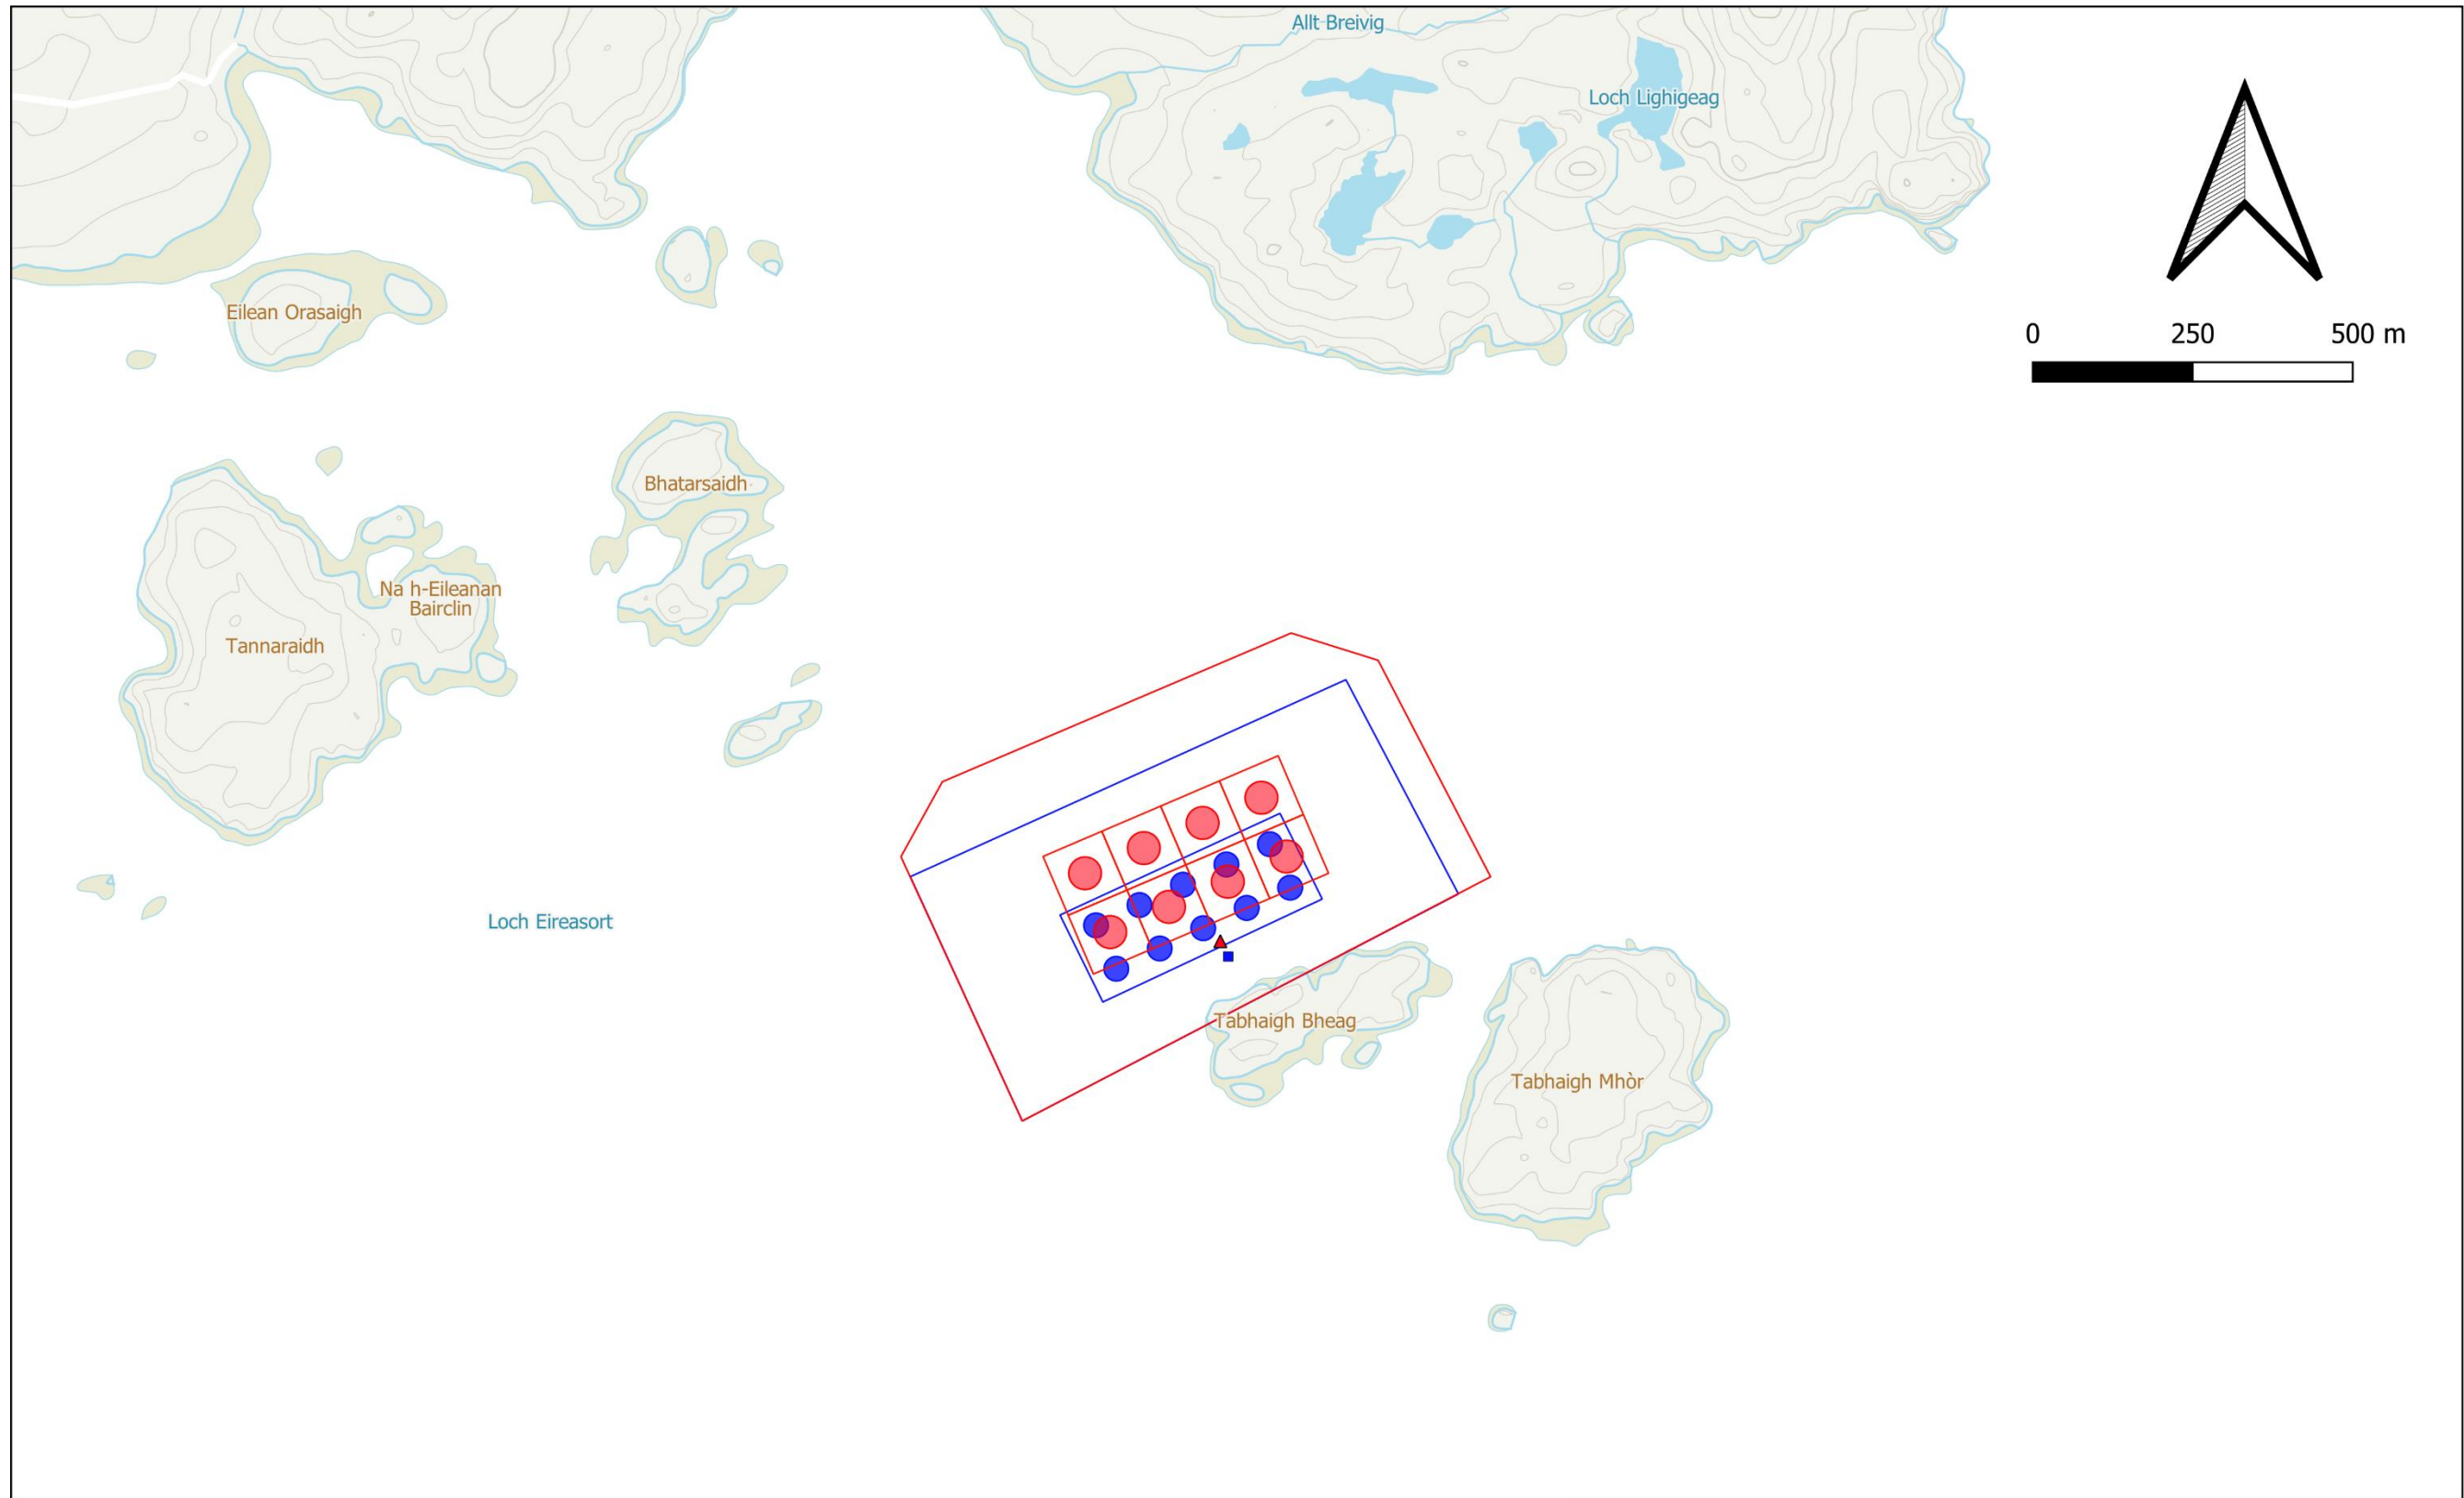 Allt Breivig
Loch Lighigeag
0 250 500 m
Eilean Orasaigh
Bhatarsaidh
Na h-Eileanan
Bairclin
Tannaraidh
Loch Eireasort
Tabhaigh Bheag
Tabhaigh Mhòr